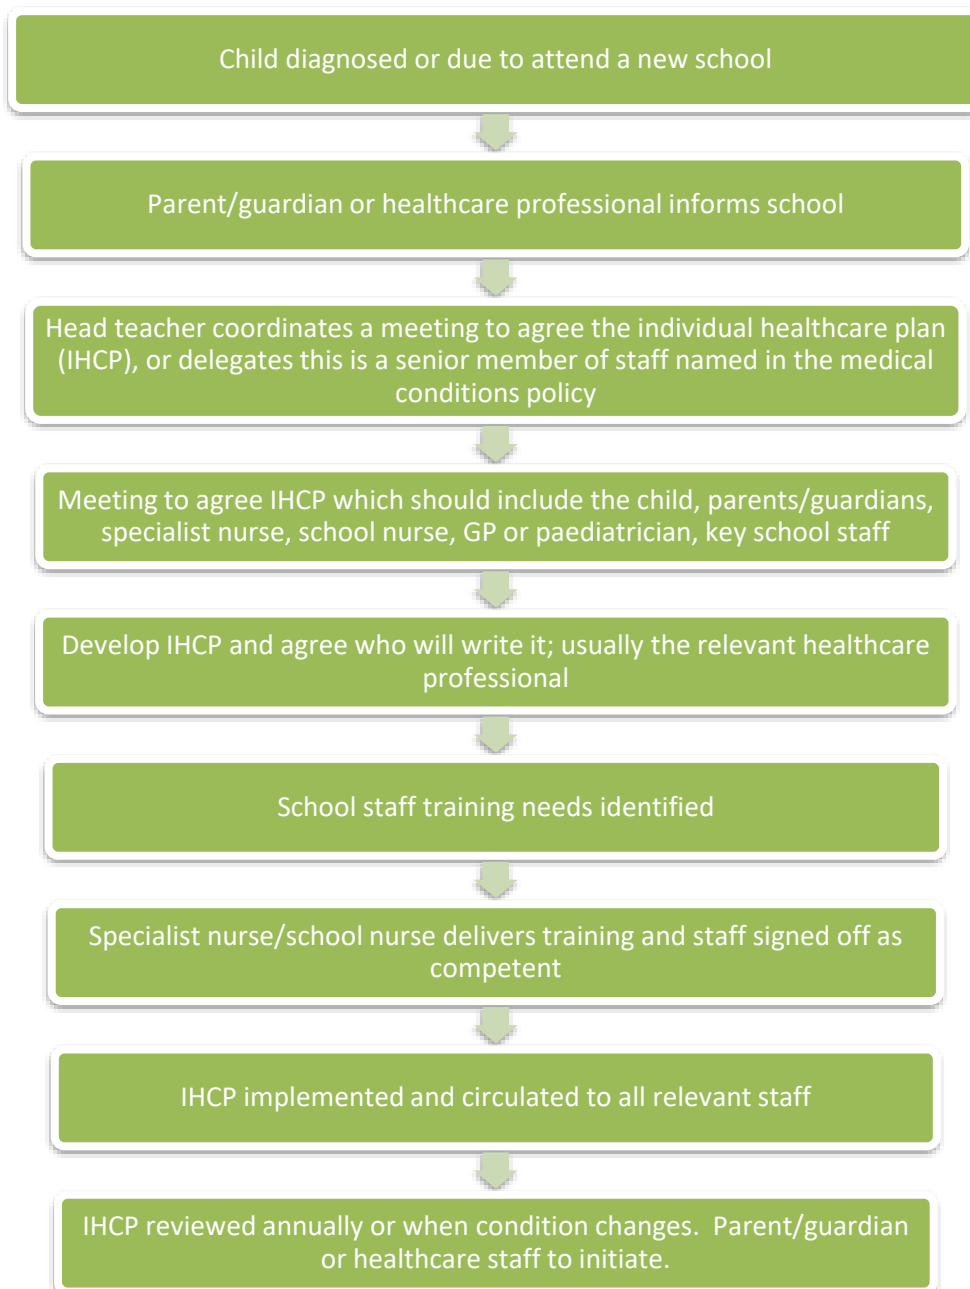 Child diagnosed or due to attend a new school
Parent/guardian or healthcare professional informs school
Head teacher coordinates a meeting to agree the individual healthcare plan
(IHCP), or delegates this is a senior member of staff named in the medical
conditions policy
Meeting to agree IHCP which should include the child, parents/guardians,
specialist nurse, school nurse, GP or paediatrician, key school staff
Develop IHCP and agree who will write it; usually the relevant healthcare
professional
School staff training needs identified
Specialist nurse/school nurse delivers training and staff signed off as
competent
IHCP implemented and circulated to all relevant staff
IHCP reviewed annually or when condition changes.  Parent/guardian
or healthcare staff to initiate.